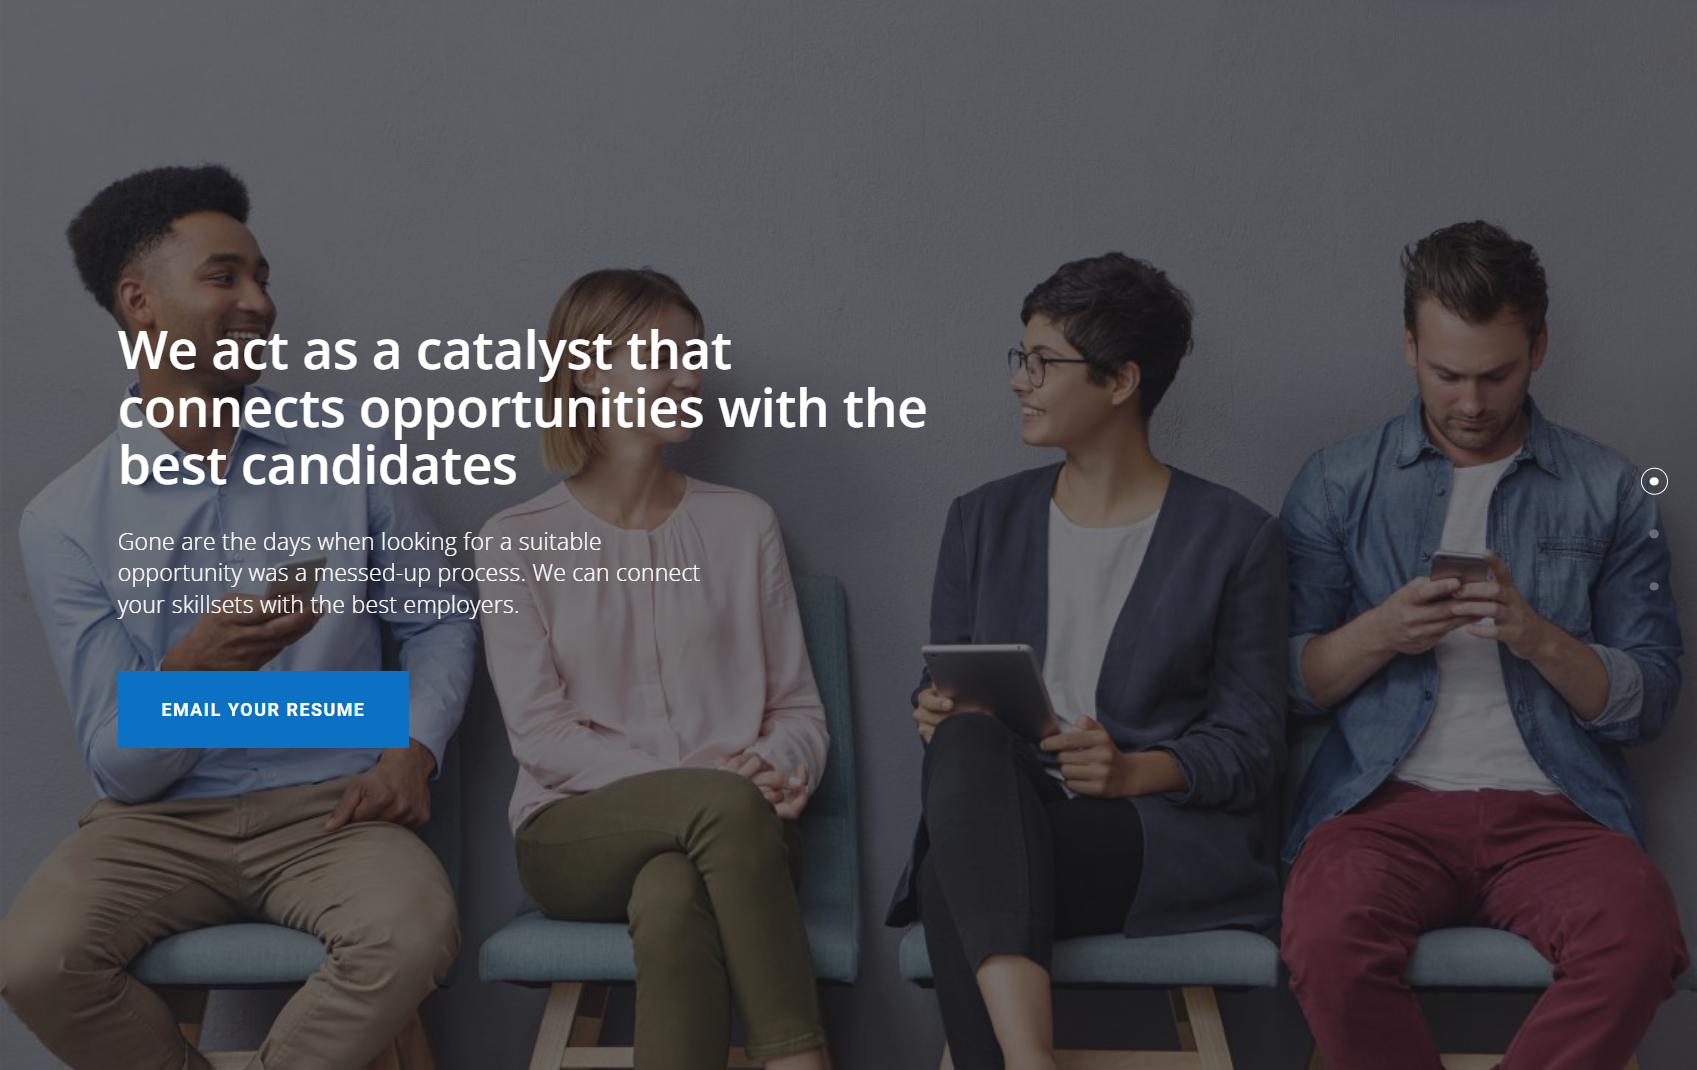 We act as a catalyst that
connects opportunities with the
best candidates
Gone are the days when looking for a suitable
opportunity was a messed-up process. We can connect
your skillsets with the best employers.
EMAIL YOUR RESUME